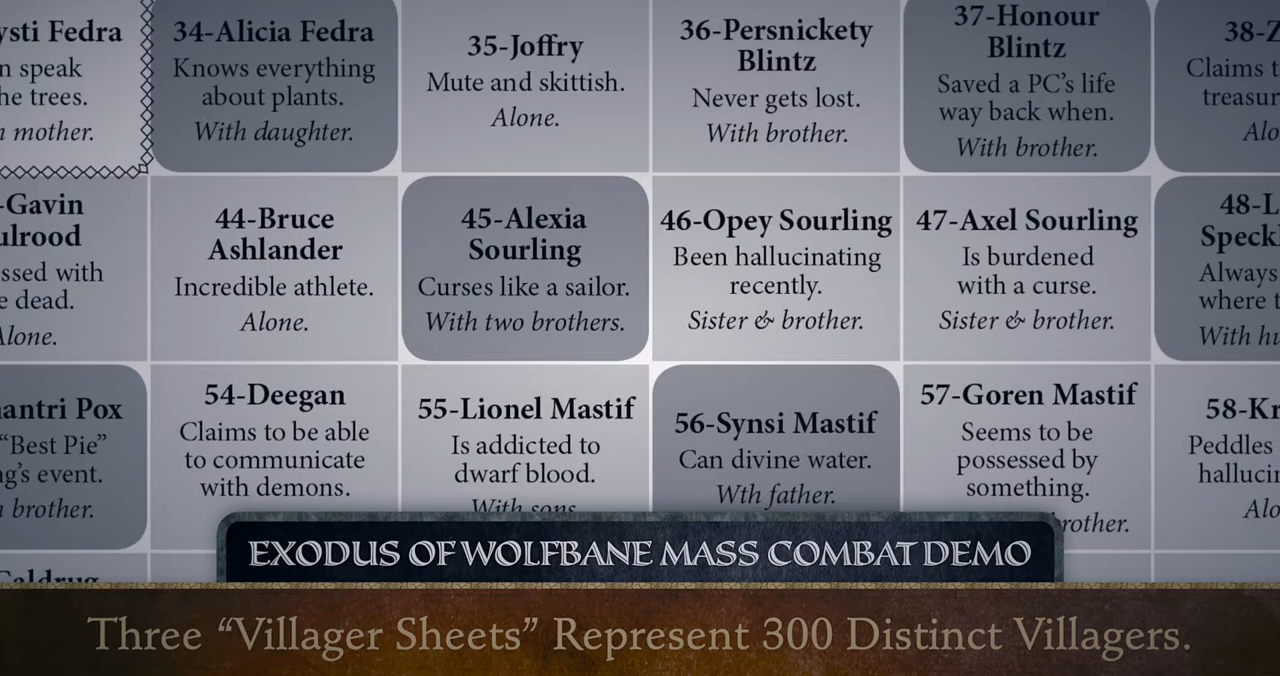 ysti Fedra
n speak
he trees.
mother.
34-Alicia Fedra
Knows everything
about plants.
With daughter.
35-Joffry
Mute and skittish.
Alone.
36-Persnickety
Blintz
Never gets lost.
With brother.
37-Honour
Blintz
Saved a PC's life
way back when.
With brother.
38-Z
Claims t
treasur
Alo
-Gavin
ulrood
ssed with
e dead.
Alone.
44-Bruce
Ashlander
Incredible athlete.
Alone.
45-Alexia
Sourling
Curses like a sailor.
With two brothers.
46-Opey Sourling
Been hallucinating
recently.
Sister & brother.
47-Axel Sourling
Is burdened
with a curse.
Sister & brother.
48-L
Speck
Always
where t
With hu
antri Pox
"Best Pie"
g's event.
brother.
54-Deegan
Claims to be able
to communicate
with demons.
55-Lionel Mastif
Is addicted to
dwarf blood.
With sons
56-Synsi Mastif
Can divine water.
Wth father.
57-Goren Mastif
Seems to be
possessed by
something.
brother.
58-Kr
Peddles
halluci
Alo
Caldrug
EXODUS OF WOLFBANE MASS COMBAT DEMO
Three “Villager Sheets” Represent 300 Distinct Villagers.